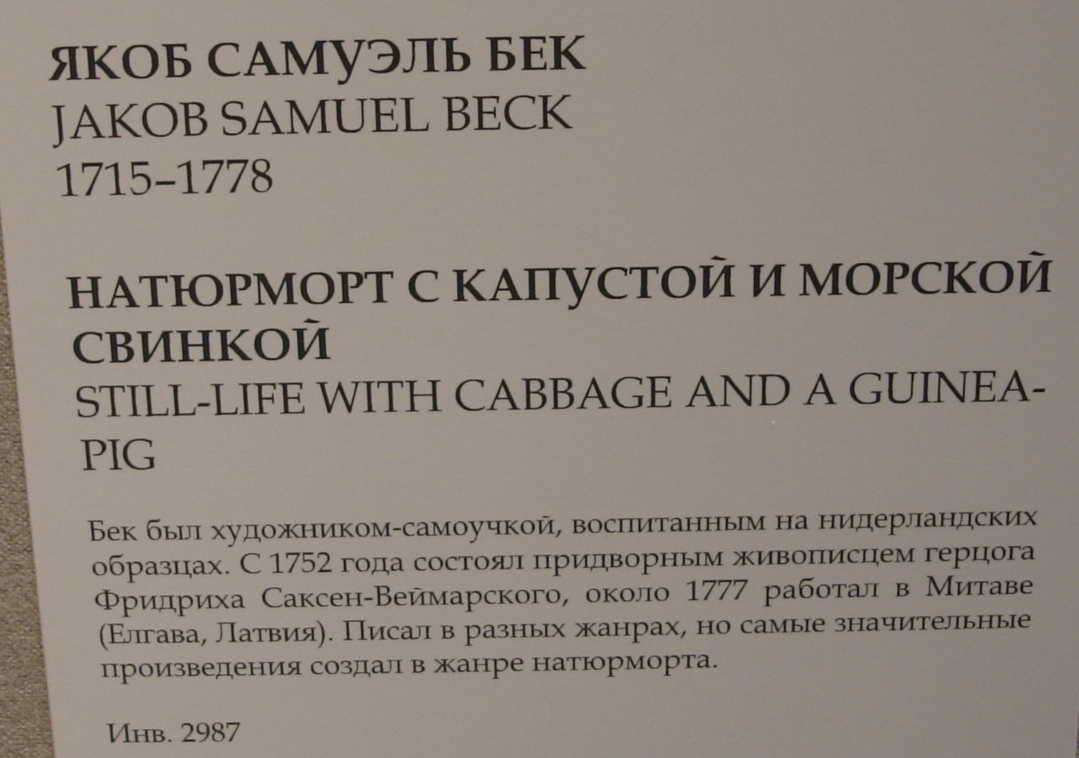 ЯКОБ САМУЭЛЬ БЕК
JAKOB SAMUEL BECK
1715–1778
НАТЮРМОРТ С КАПУСТОЙ И МОРСКОЙ
СВИНКОЙ
STILL-LIFE WITH CABBAGE AND A GUINEA-
PIG
Бек был художником-самоучкой, воспитанным на нидерландских
образцах. С 1752 года состоял придворным живописцем герцога
Фридриха Саксен-Веймарского, около 1777 работал в Митаве
(Елгава, Латвия). Писал в разных жанрах, но самые значительные
произведения создал в жанре натюрморта.
Инв. 2987